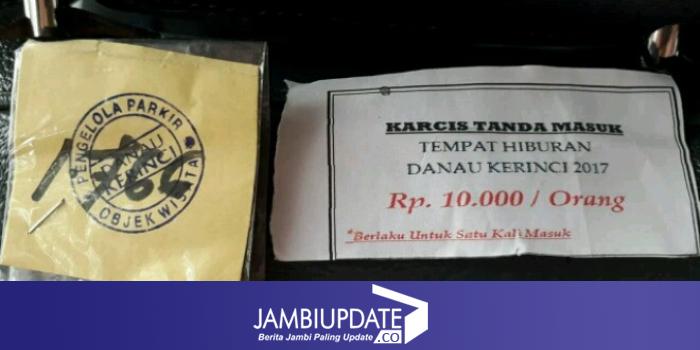 PENGELOLA PARKIR
DANAU
KERINCI
OBJEK WISATA
KARCIS TANDA MASUK
TEMPAT HIBURAN
DANAU KERINCI 2017
Rp. 10.000 / Orang
*Berlaku Untuk Satu Kali Masuk
JAMBIUPDATE
Berita Jambi Paling Update
.CO